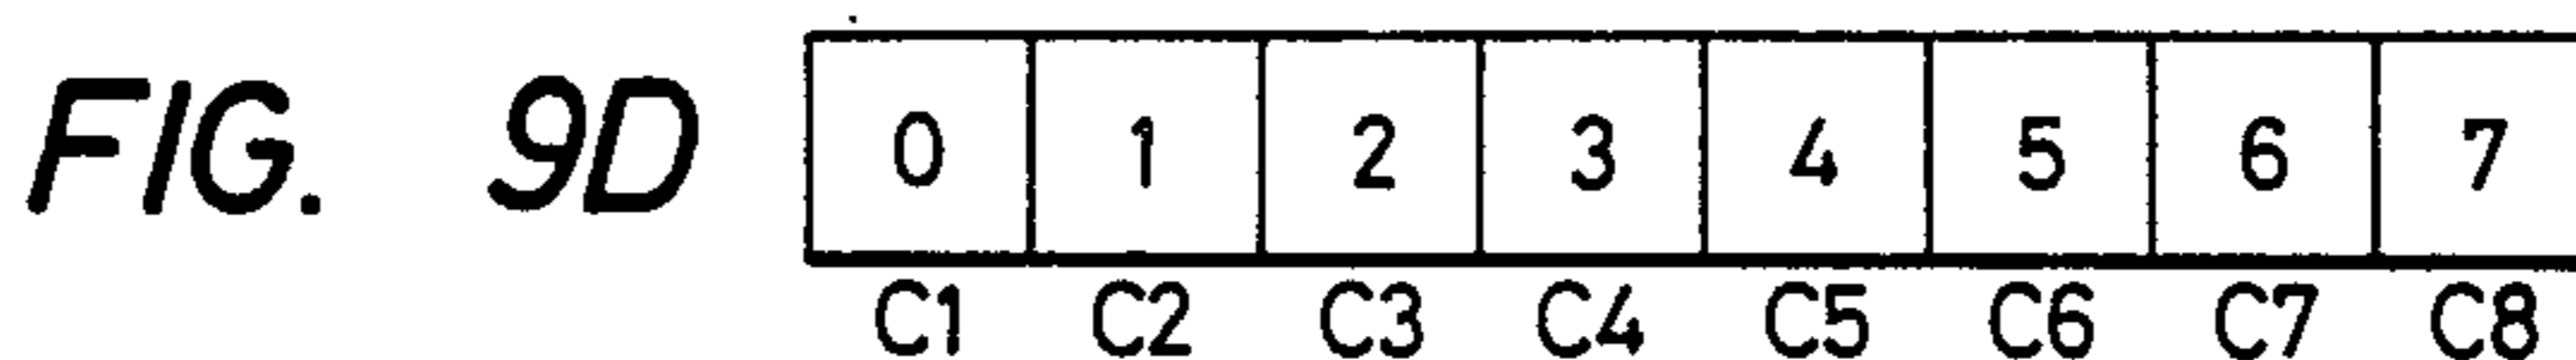 FIG. 9D 0 1 2 3 4 5 6 7
C1 C2 C3 C4 C5 C6 C7 C8